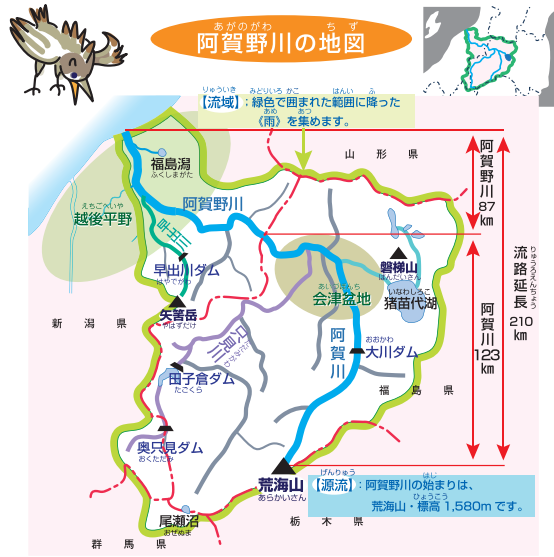 あがのがわ ちず
阿賀野川の地図
りゅういき みどりいろ かこ はんい ふ
【流域】；緑色で囲まれた範囲に降った
あめ あつ
《雨》を集めます。
山形県
福島潟
ふくしまがた
阿賀野川
阿賀野川
87
km
えちごへいや
越後平野
早出川
早出川ダム
はやでがわ
磐梯山
ばんだいさん
あいづぼんち
会津盆地
いなわしろこ
猪苗代湖
流路延長
りゅうろえんちょう
210
km
矢筈岳
やはずだけ
新潟県
只見川
ただみがわ
阿賀川
おおかわ
大川ダム
阿賀川
123
km
田子倉ダム
たごくら
福島県
奥只見ダム
おくただみ
荒海山
あらかいさん
げんりゅう はじ
【源流】：阿賀野川の始まりは、
ひょうこう
荒海山・標高1,580mです。
尾瀬沼
おぜぬま
栃木県
群馬県